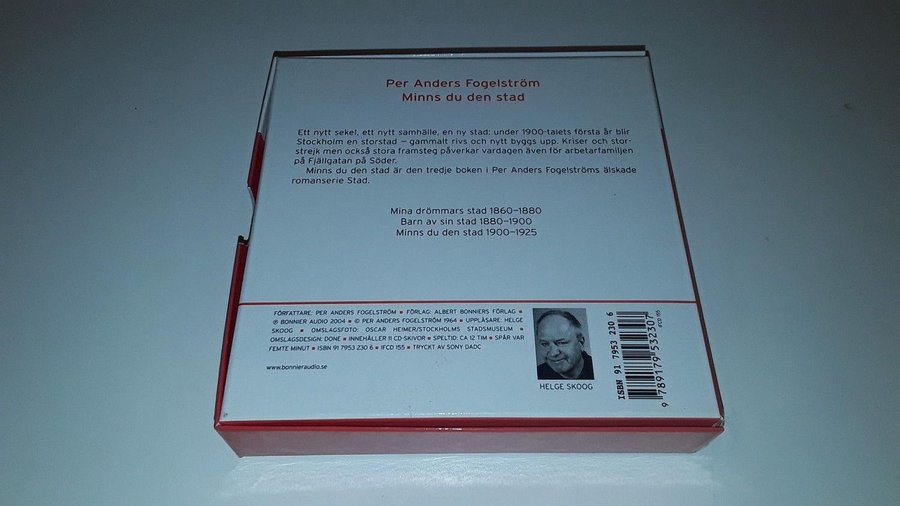 Per Anders Fogelström
Minns du den stad
Ett nytt sekel, ett nytt samhälle, en ny stad: under 1900-talets första år blir
Stockholm en storstad – gammalt rivs och nytt byggs upp. Kriser och stor-
strejk men också stora framsteg påverkar vardagen även för arbetarfamiljen
på Fjällgatan på Söder.
Minns du den stad är den tredje boken i Per Anders Fogelströms älskade
romanserie Stad.
Mina drömmars stad 1860–1880
Barn av sin stad 1880–1900
Minns du den stad 1900–1925
FÖRFATTARE: PER ANDERS FOGELSTRÖM ▪ FÖRLAG: ALBERT BONNIERS FÖRLAG ▪
℗ BONNIER AUDIO 2004 ▪ © PER ANDERS FOGELSTRÖM 1964 ▪ UPPLÄSARE: HELGE
SKOOG ▪ OMSLAGSFOTO: OSCAR HEIMER/STOCKHOLMS STADSMUSEUM ▪
OMSLAGSDESIGN: DONE ▪ INNEHÅLLER 11 CD-SKIVOR ▪ SPELTID: CA 12 TIM ▪ SPÅR VAR
FEMTE MINUT ▪ ISBN 91 7953 230 6 ▪ IFCD 155 ▪ TRYCKT AV SONY DADC
www.bonnieraudio.se
HELGE SKOOG
ISBN 91 7953 230 6
9 789179 532307
IFCD 155